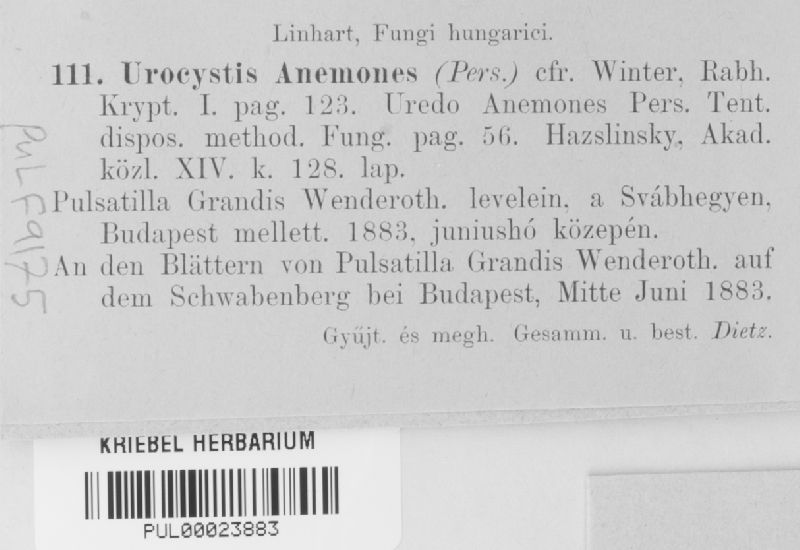 Linhart, Fungi hungarici.
111. Urocystis Anemones (Pers.) cfr. Winter, Rabh.
Krypt. I. pag. 123. Uredo Anemones Pers. Tent.
dispos. method. Fung. pag. 56. Hazslinsky, Akad.
közl. XIV. k. 128. lap.
Pulsatilla Grandis Wenderoth. levelein, a Svábhegyen,
Budapest mellett. 1883, juniushó közepén.
An den Blättern von Pulsatilla Grandis Wenderoth. auf
dem Schwabenberg bei Budapest, Mitte Juni 1883.
Gyűjt. és megh. Gesamm. u. best. Dietz.
PUL F9175
KRIEBEL HERBARIUM
PUL00023883